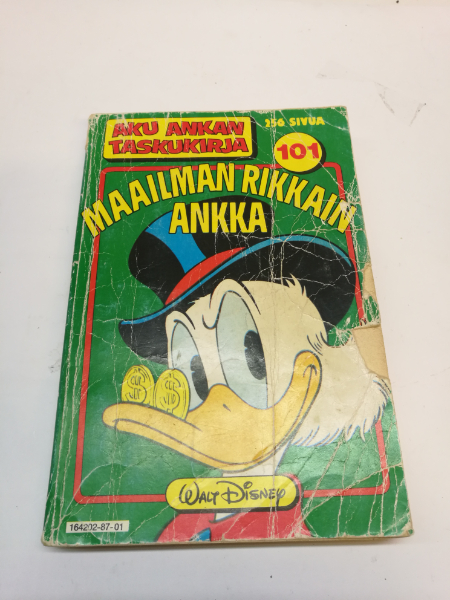 AKU ANKAN
TASKUKIRJA
256 SIVUA
101
MAAILMAN RIKKAIN
ANKKA
$ $
WALT DISNEY
164202-87-01